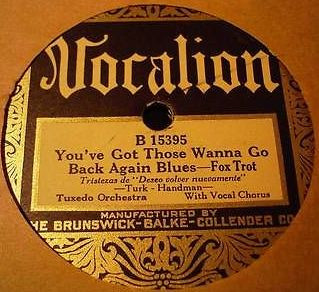 Vocalion
B 15395
You've Got Those Wanna Go
Back Again Blues—Fox Trot
Tristezas de "Deseo volver nuevamente"
—Turk - Handman—
Tuxedo Orchestra With Vocal Chorus
MANUFACTURED BY
HE BRUNSWICK-BALKE-COLLENDER CO